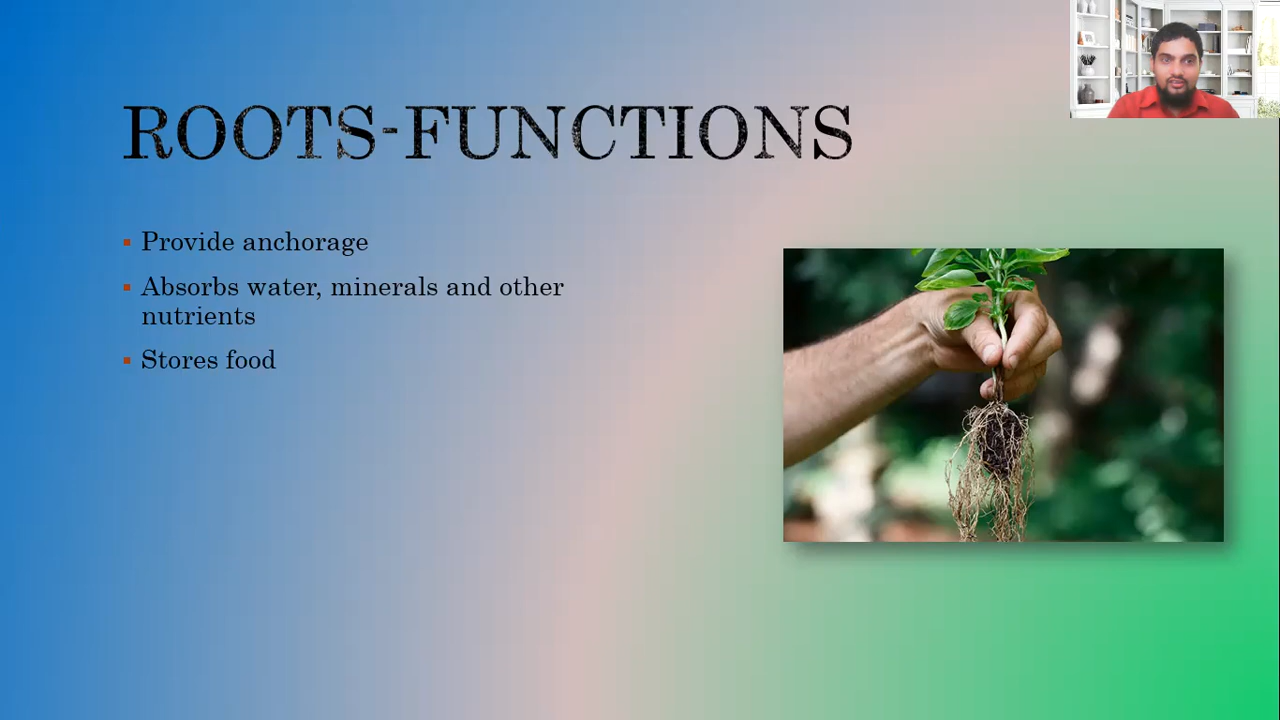 ROOTS-FUNCTIONS
Provide anchorage
Absorbs water, minerals and other
nutrients
Stores food